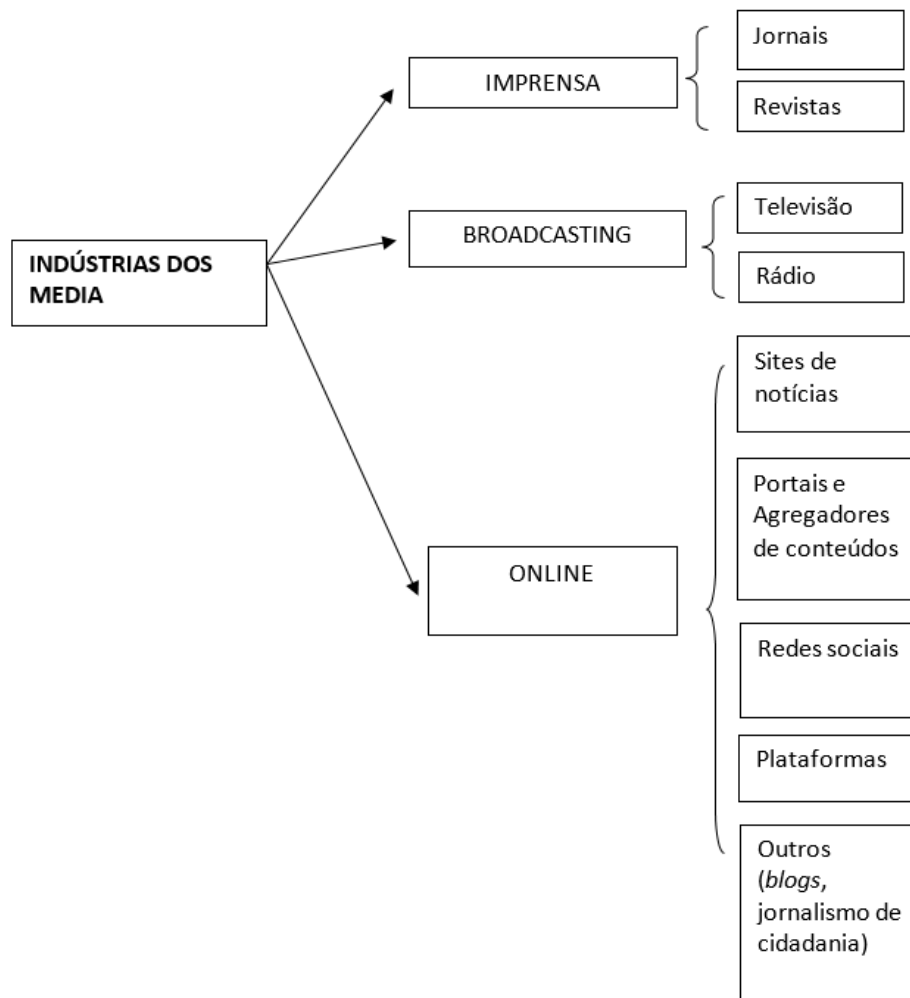 INDÚSTRIAS DOS
MEDIA
IMPRENSA
Jornais
Revistas
BROADCASTING
Televisão
Rádio
ONLINE
Sites de
notícias
Portais e
Agregadores
de conteúdos
Redes sociais
Plataformas
Outros
(blogs,
jornalismo de
cidadania)